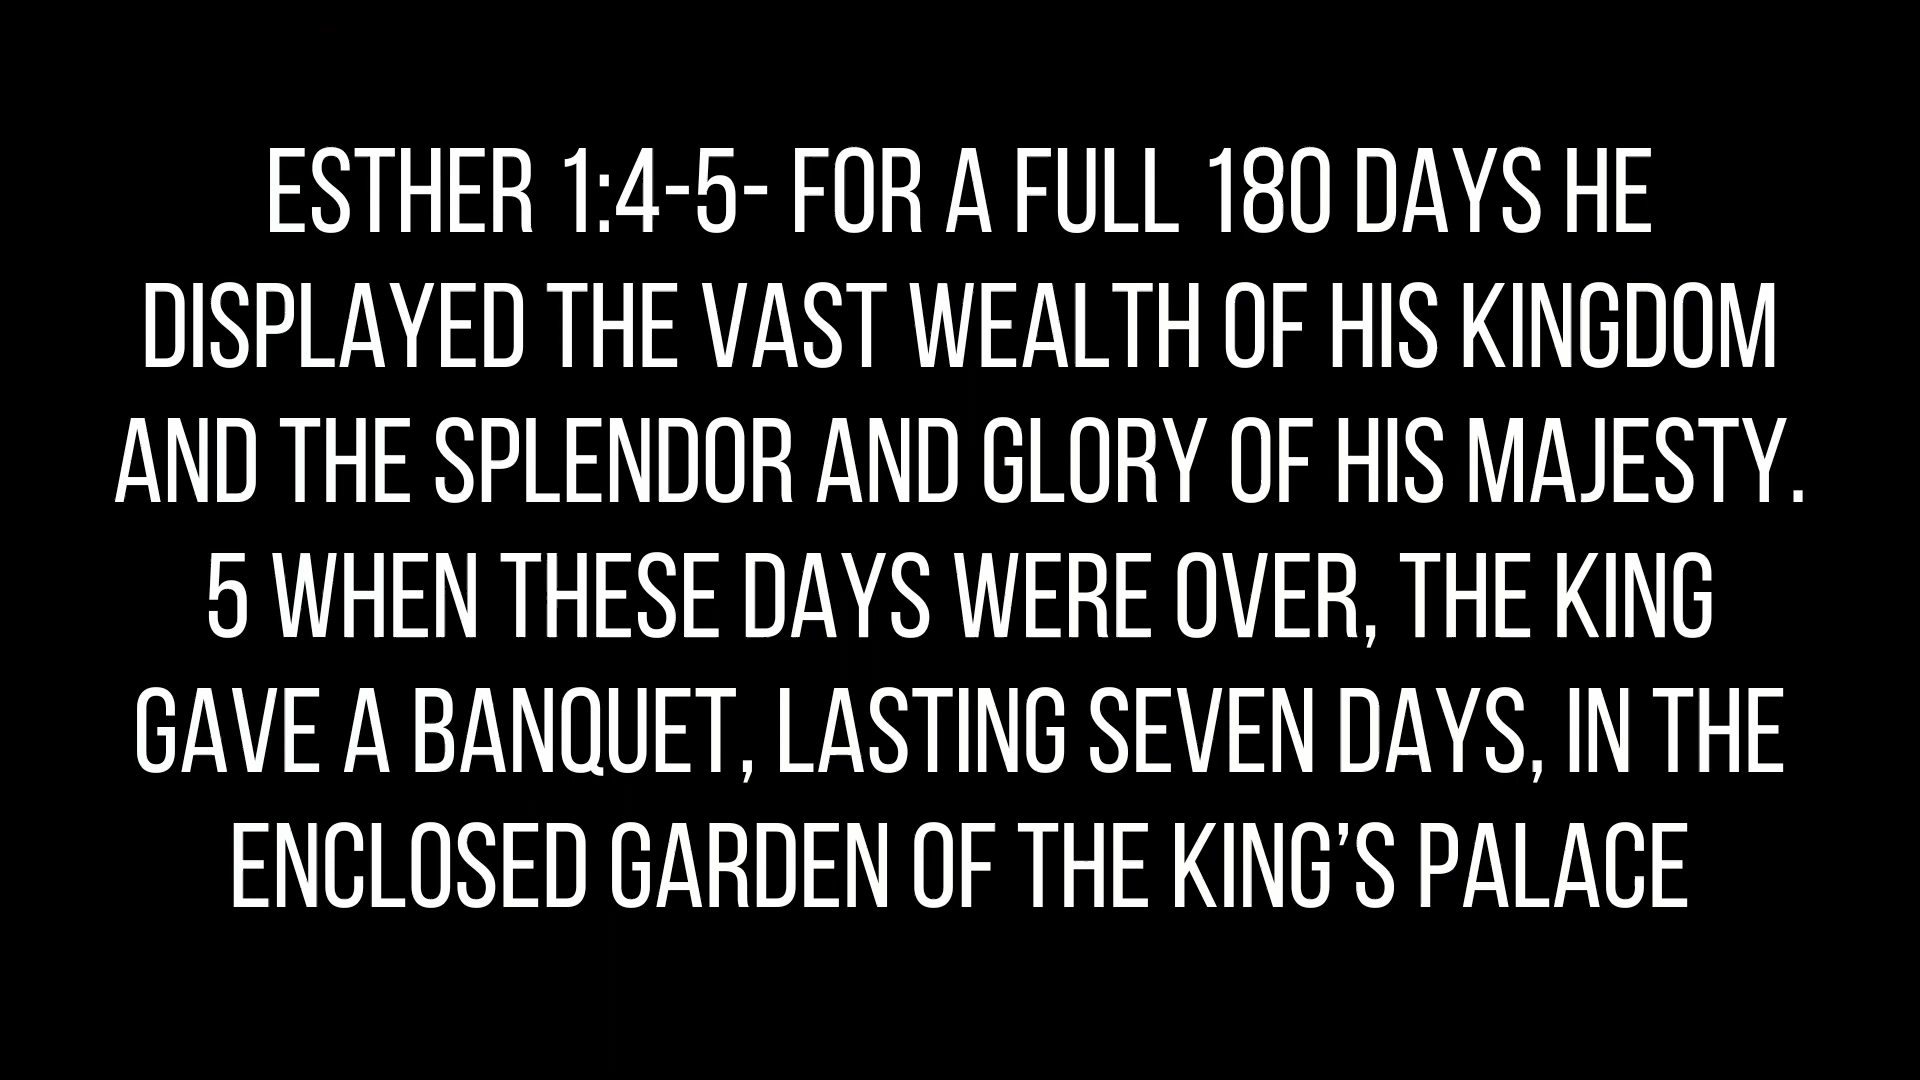 ESTHER 1:4-5- FOR A FULL 180 DAYS HE
DISPLAYED THE VAST WEALTH OF HIS KINGDOM
AND THE SPLENDOR AND GLORY OF HIS MAJESTY.
5 WHEN THESE DAYS WERE OVER, THE KING
GAVE A BANQUET, LASTING SEVEN DAYS, IN THE
ENCLOSED GARDEN OF THE KING’S PALACE